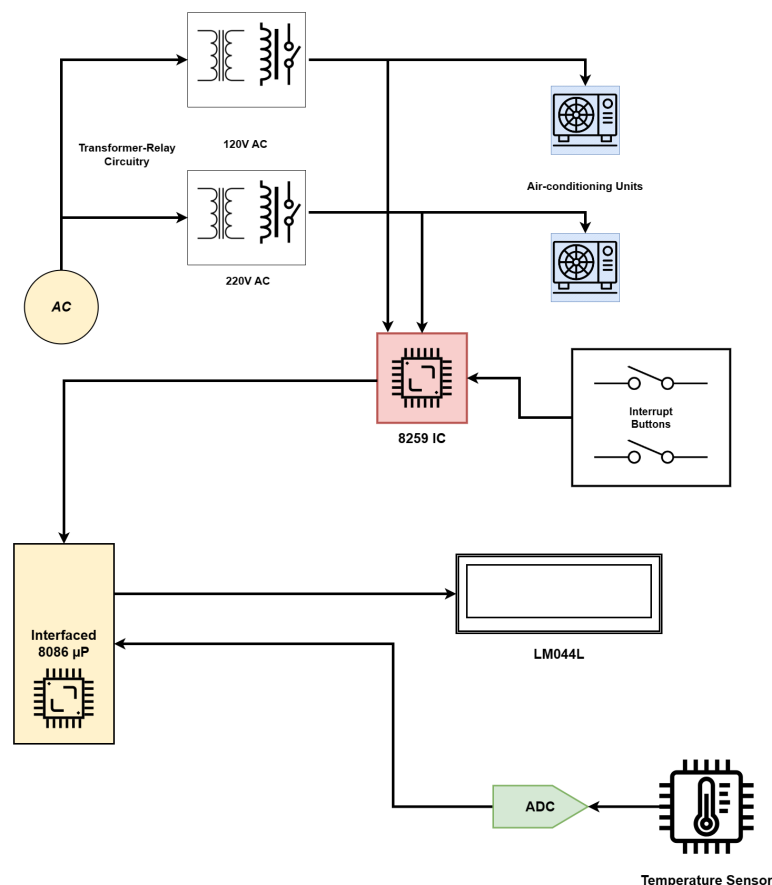 120V AC
Transformer-Relay
Circuitry
Air-conditioning Units
220V AC
AC
8259 IC
Interrupt
Buttons
Interfaced
8086 µP
LM044L
ADC
Temperature Sensor